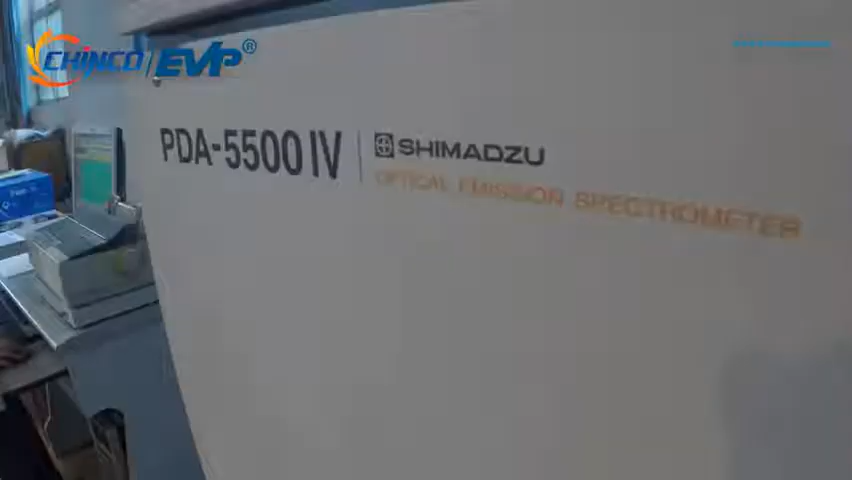 CHINCO EVP®
PDA-5500 IV SHIMADZU
OPTICAL EMISSION SPECTROMETER